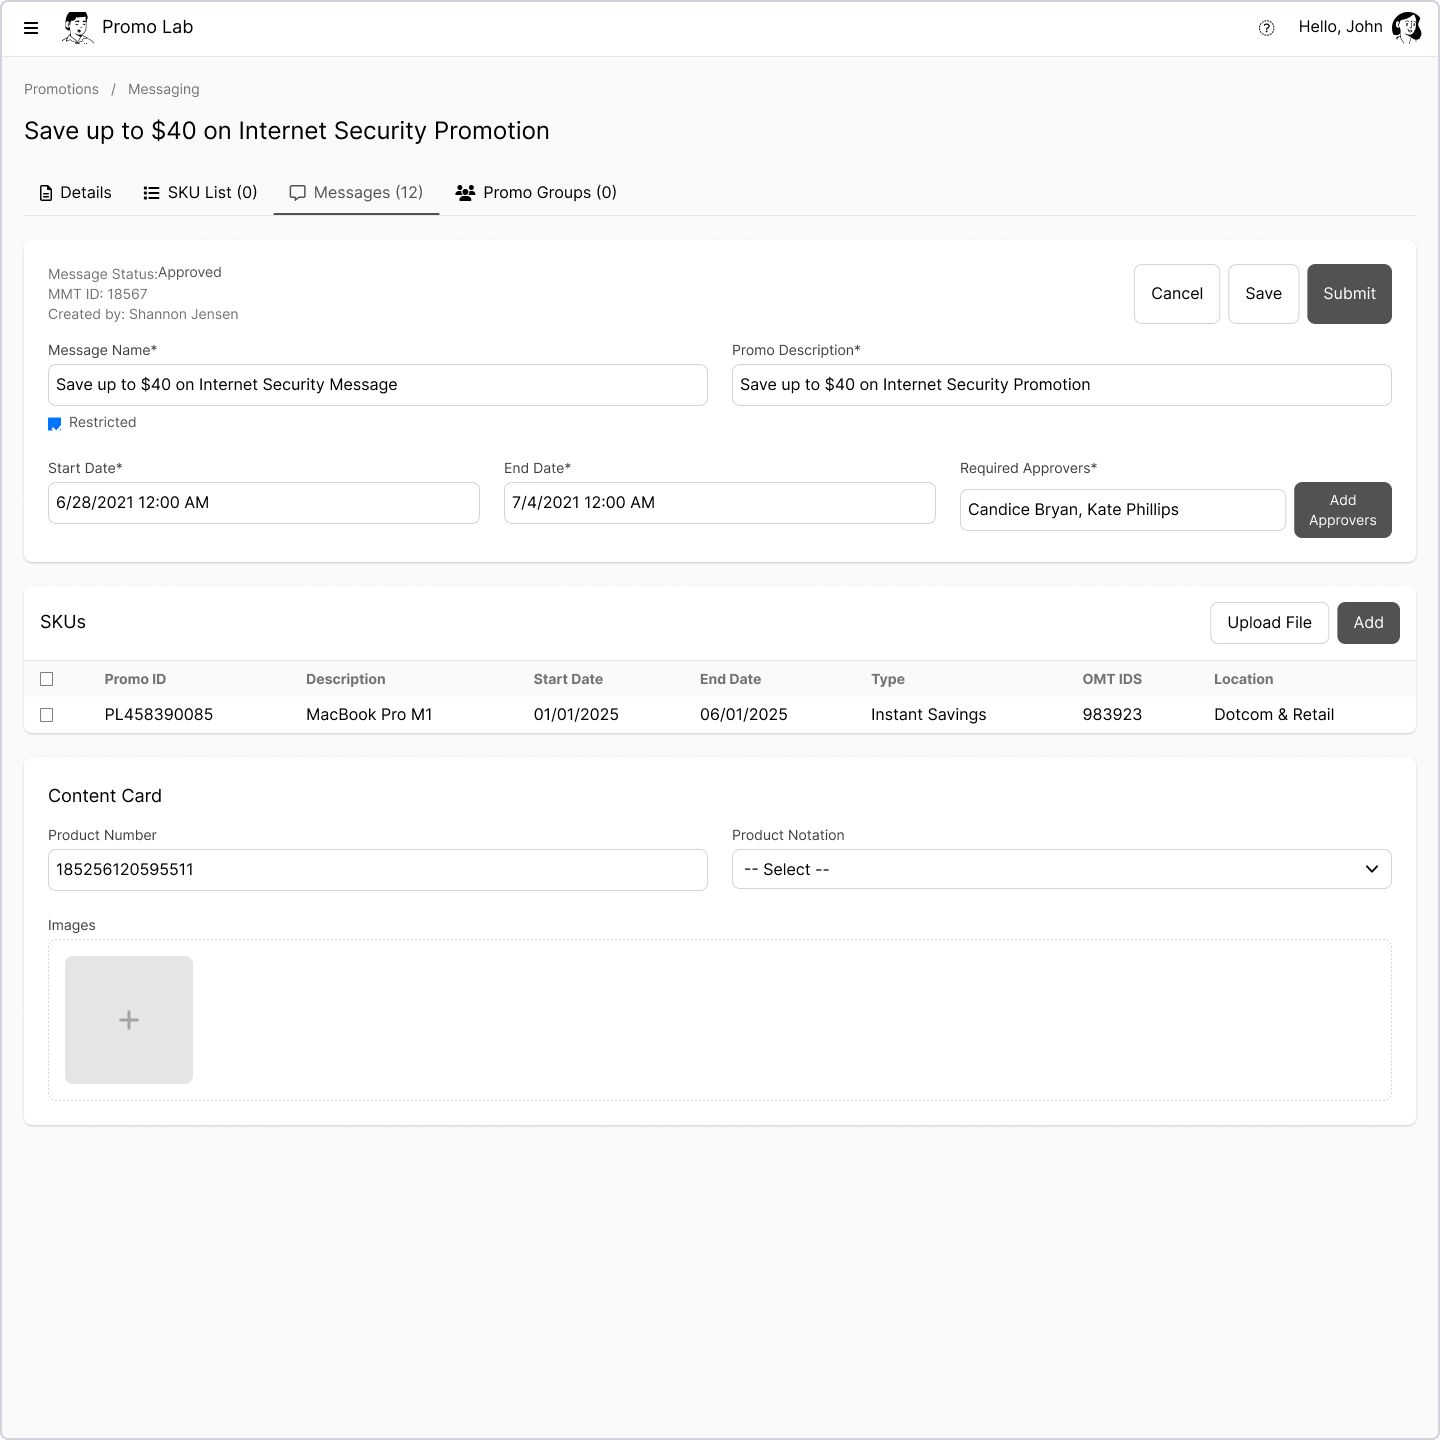 Promo Lab
Hello, John
Promotions / Messaging
Save up to $40 on Internet Security Promotion
Details
SKU List (0)
Messages (12)
Promo Groups (0)
Message Status:Approved
MMT ID: 18567
Created by: Shannon Jensen
Cancel
Save
Submit
Message Name*
Promo Description*
Save up to $40 on Internet Security Message
Save up to $40 on Internet Security Promotion
Restricted
Start Date*
End Date*
Required Approvers*
6/28/2021 12:00 AM
7/4/2021 12:00 AM
Candice Bryan, Kate Phillips
Add
Approvers
SKUs
Upload File
Add
Promo ID Description Start Date End Date Type OMT IDS Location
PL458390085 MacBook Pro M1 01/01/2025 06/01/2025 Instant Savings 983923 Dotcom & Retail
Content Card
Product Number
Product Notation
185256120595511
-- Select --
Images